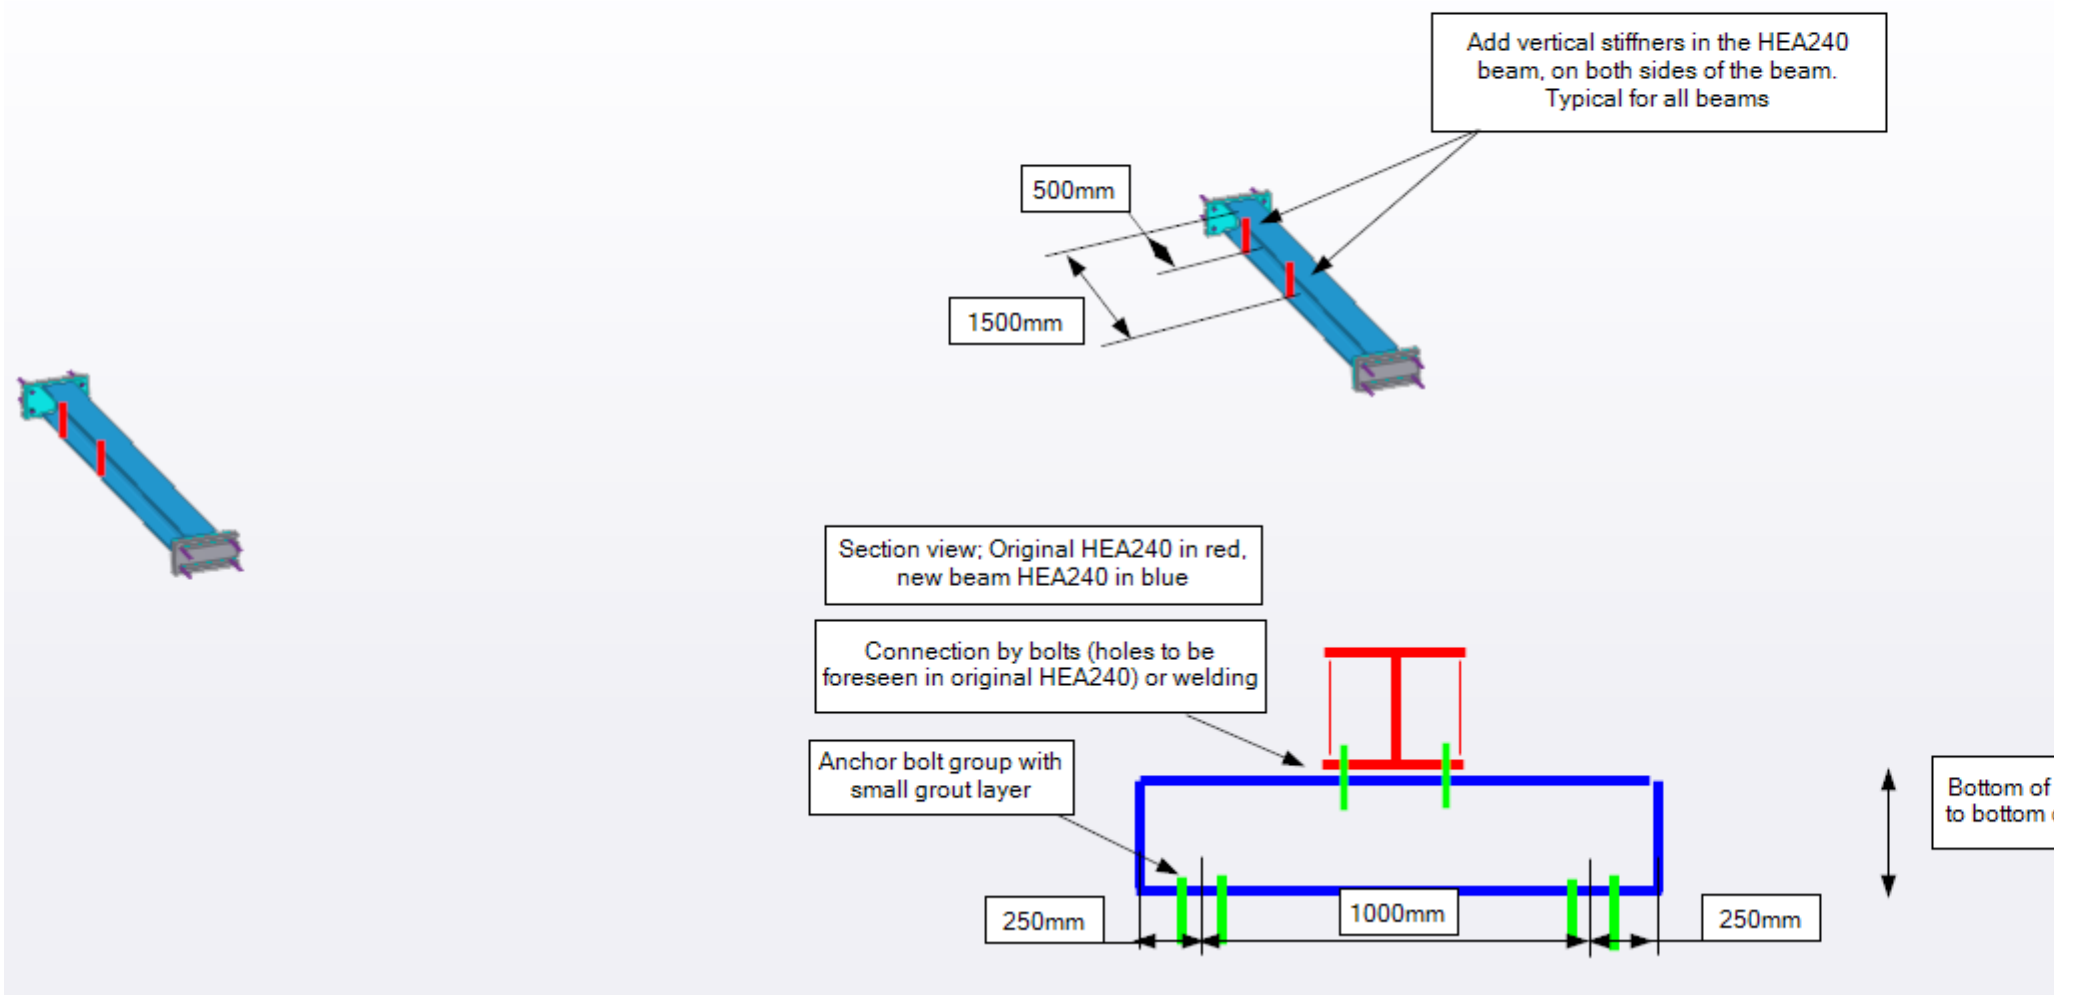 Add vertical stiffners in the HEA240
beam, on both sides of the beam.
Typical for all beams
500mm
1500mm
Section view; Original HEA240 in red,
new beam HEA240 in blue
Connection by bolts (holes to be
foreseen in original HEA240) or welding
Anchor bolt group with
small grout layer
Bottom of
to bottom
250mm
1000mm
250mm